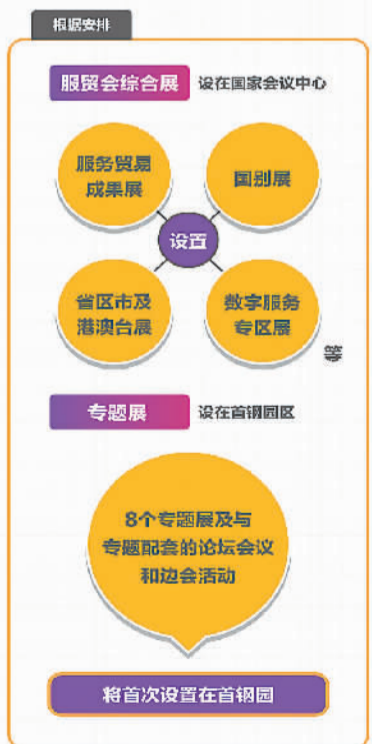 根据安排
服贸会综合展 设在国家会议中心
服务贸易
成果展
国别展
设置
省区市及
港澳台展
数字服务
专区展
等
专题展 设在首钢园区
8个专题展及与
专题配套的论坛会议
和边会活动
将首次设置在首钢园